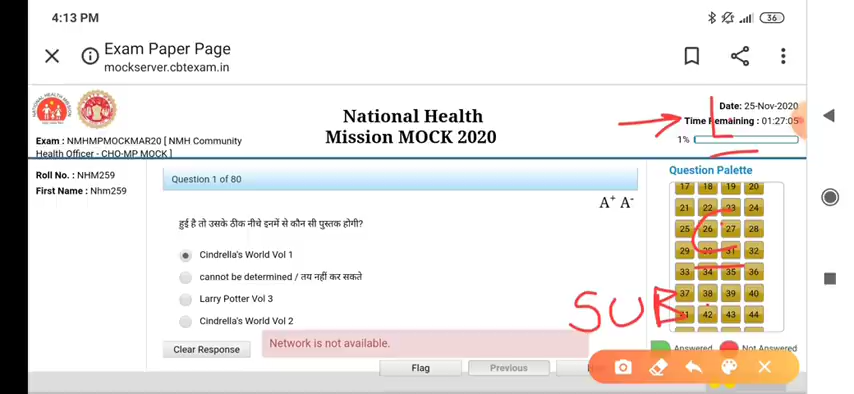 4:13 PM
36
Exam Paper Page
mockserver.cbtexam.in
National Health
Mission MOCK 2020
Date: 25-Nov-2020
Time Remaining : 01:27:05
1%
Exam : NMHMPMOCKMAR20 [ NMH Community
Health Officer - CHO-MP MOCK ]
Roll No. : NHM259
First Name : Nhm259
Question 1 of 80
A+ A-
हुई है तो उसके ठीक नीचे इनमें से कौन सी पुस्तक होगी?
Cindrella's World Vol 1
cannot be determined / तय नहीं कर सकते
Larry Potter Vol 3
Cindrella's World Vol 2
Clear Response
Network is not available.
Flag
Previous
Question Palette
17 18 19 20
21 22 23 24
25 26 27 28
29 30 31 32
33 34 35 36
37 38 39 40
41 42 43 44
Answered
Not Answered
L
C
SUB.